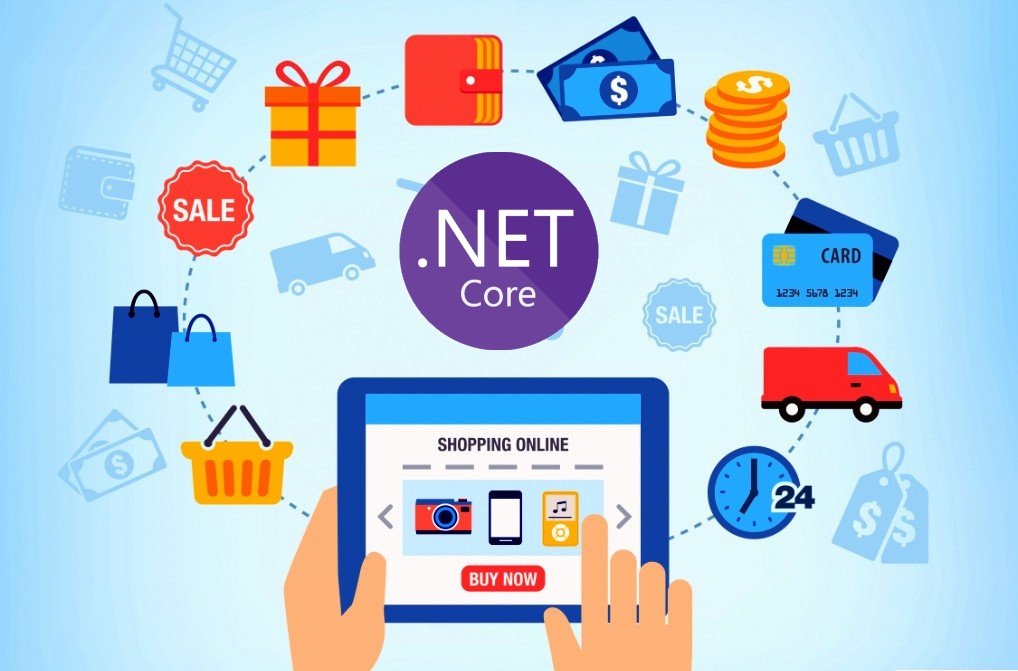 $
$
SALE
.NET
Core
CARD
1234 5678 1234
SALE
$
SHOPPING ONLINE
24
$
$
BUY NOW